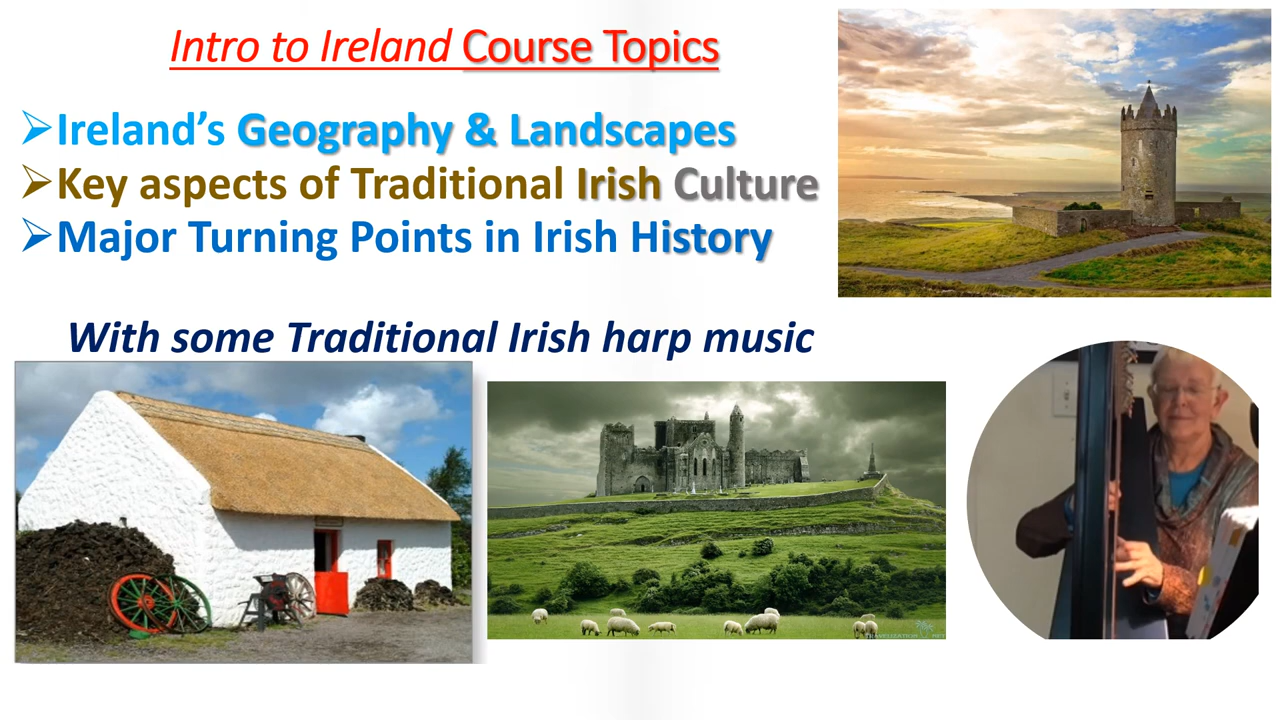 Intro to Ireland Course Topics
Ireland’s Geography & Landscapes
Key aspects of Traditional Irish Culture
Major Turning Points in Irish History
With some Traditional Irish harp music